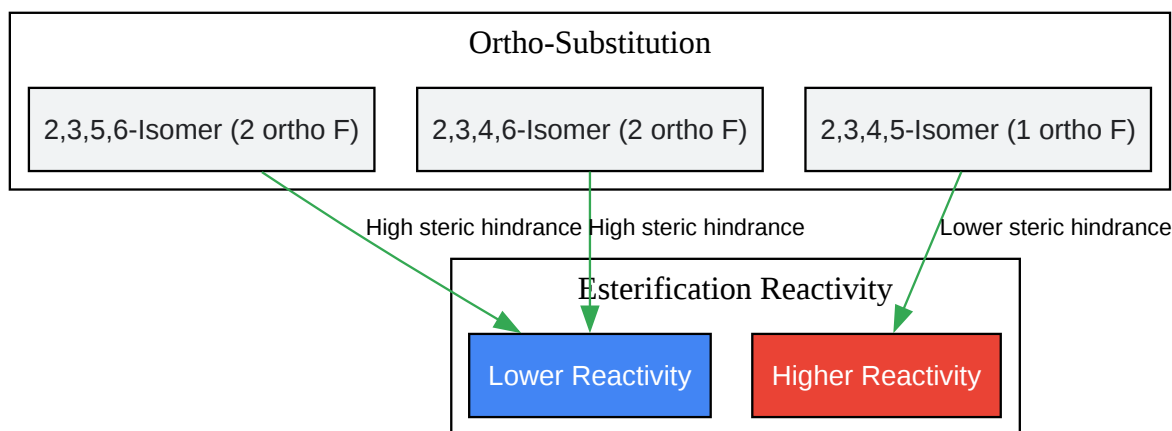 Ortho-Substitution
2,3,5,6-Isomer (2 ortho F)
2,3,4,6-Isomer (2 ortho F)
2,3,4,5-Isomer (1 ortho F)
High steric hindrance
High steric hindrance
Lower steric hindrance
Esterification Reactivity
Lower Reactivity
Higher Reactivity